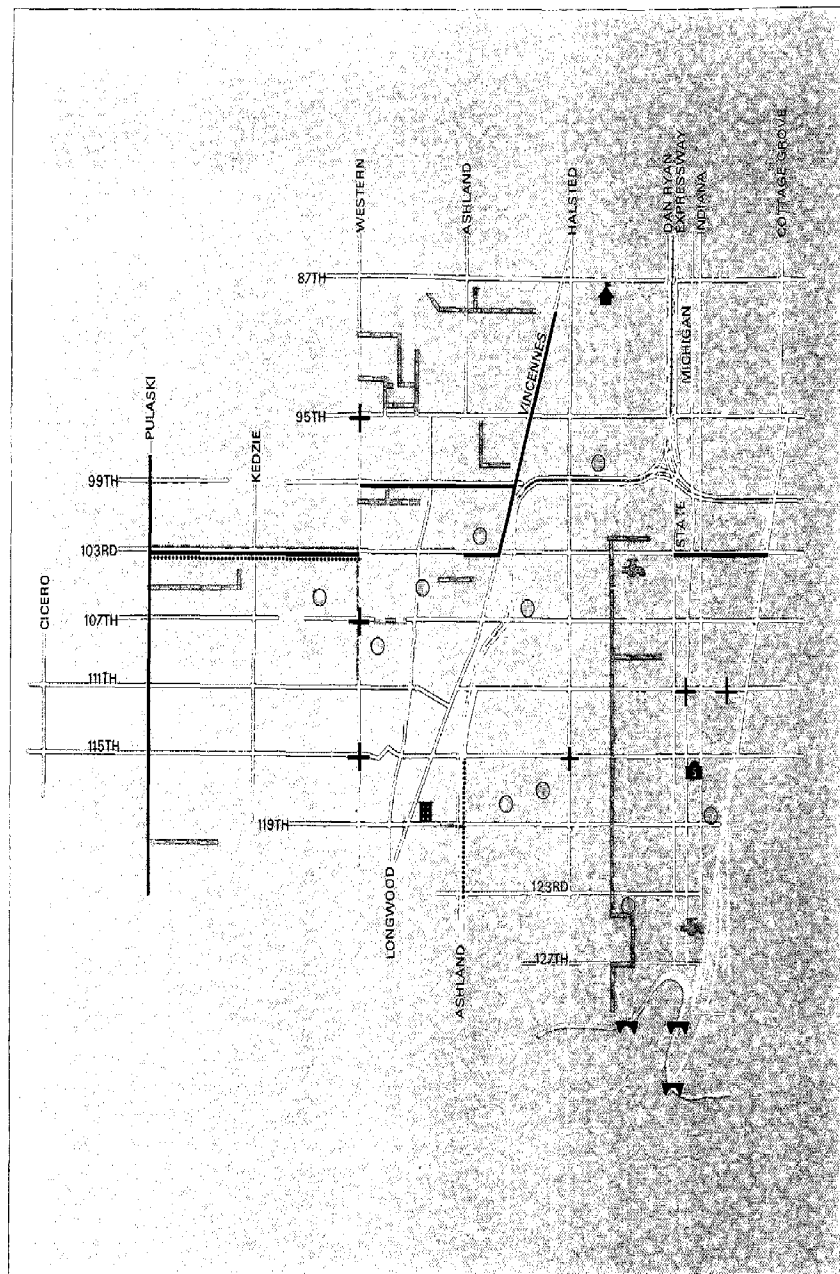 WESTERN
ASHLAND
HALSTED
DAN RYAN
EXPRESSWAY
INDIANA
COTTAGE GROVE
87TH
VINCENNES
MICHIGAN
PULASKI
95TH
KEDZIE
99TH
STATE
103RD
CICERO
107TH
111TH
115TH
119TH
LONGWOOD
123RD
ASHLAND
127TH